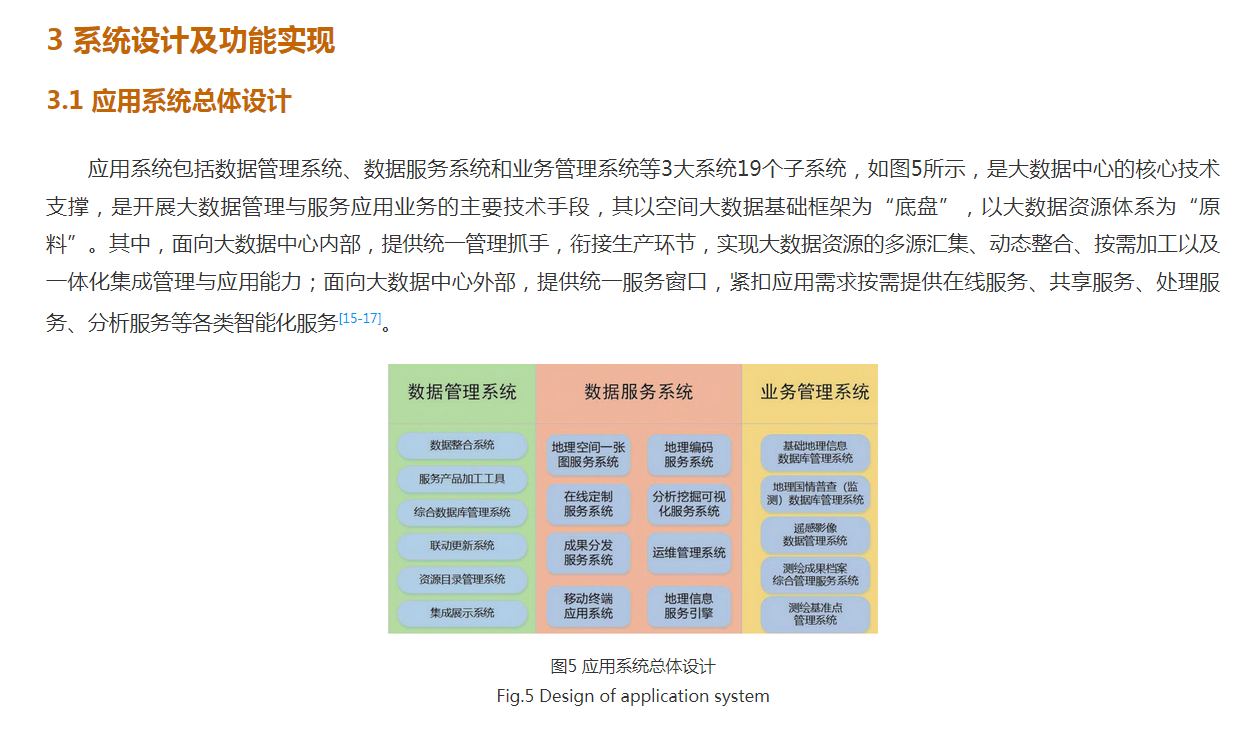 3 系统设计及功能实现
3.1 应用系统总体设计
应用系统包括数据管理系统、数据服务系统和业务管理系统等3大系统19个子系统，如图5所示，是大数据中心的核心技术
支撑，是开展大数据管理与服务应用业务的主要技术手段，其以空间大数据基础框架为“底盘”，以大数据资源体系为“原
料”。其中，面向大数据中心内部，提供统一管理抓手，衔接生产环节，实现大数据资源的多源汇集、动态整合、按需加工以及
一体化集成管理与应用能力；面向大数据中心外部，提供统一服务窗口，紧扣应用需求按需提供在线服务、共享服务、处理服
务、分析服务等各类智能化服务[15-17]。
数据管理系统
数据整合系统
服务产品加工工具
综合数据库管理系统
联动更新系统
资源目录管理系统
集成展示系统
数据服务系统
地理空间一张
图服务系统
地理编码
服务系统
在线定制
服务系统
分析挖掘可视
化服务系统
成果分发
服务系统
运维管理系统
移动终端
应用系统
地理信息
服务引擎
业务管理系统
基础地理信息
数据库管理系统
地理国情普查（监
测）数据库管理系统
遥感影像
数据管理系统
测绘成果档案
综合管理服务系统
测绘基准点
管理系统
图5 应用系统总体设计
Fig.5 Design of application system